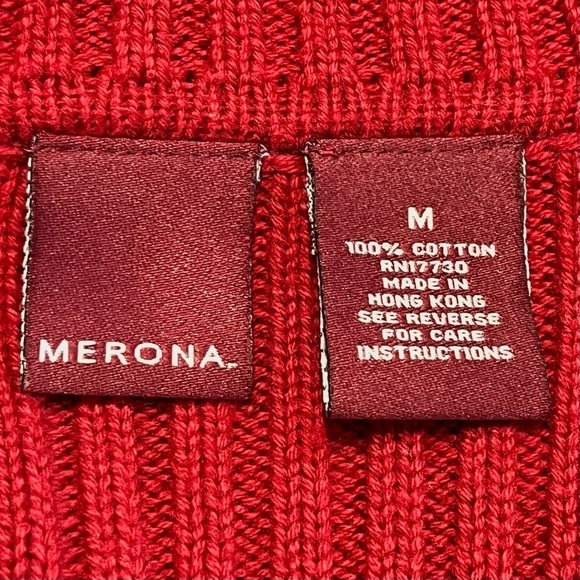 MERONA
M
100% COTTON
RN17730
MADE IN
HONG KONG
SEE REVERSE
FOR CARE
INSTRUCTIONS